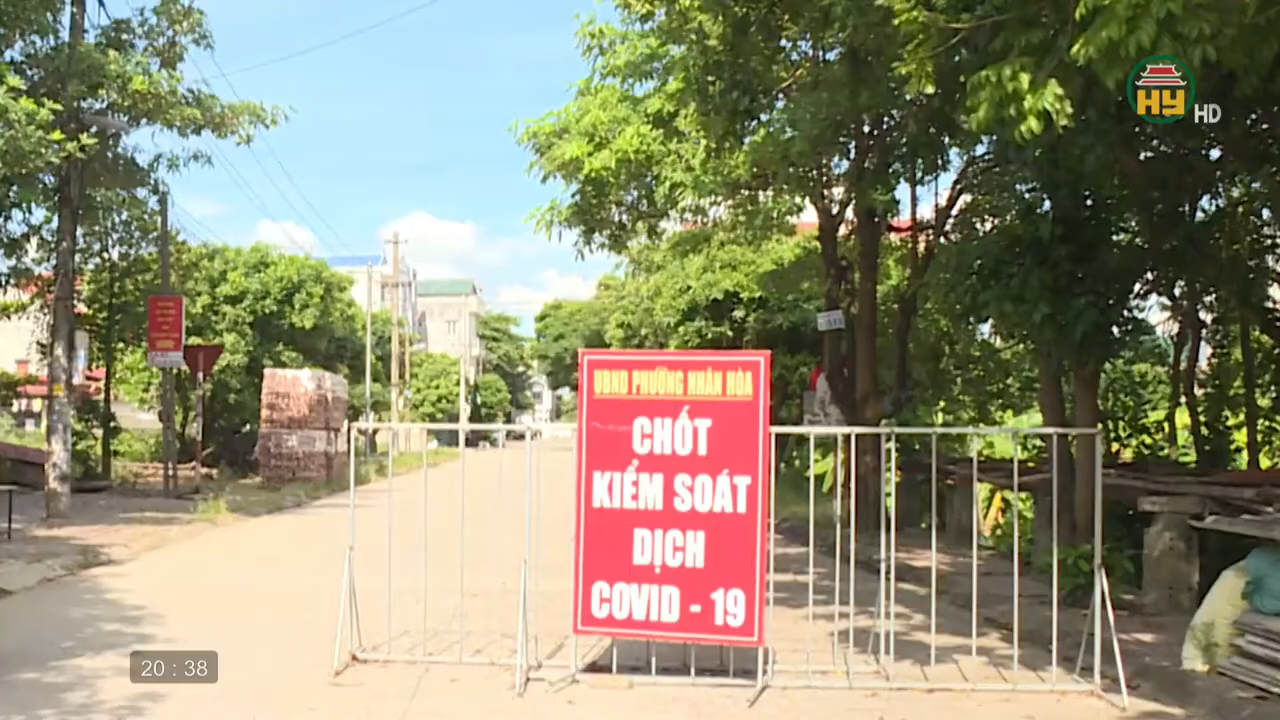 HY HD
UBND PHƯỜNG NHÂN HÒA
CHỐT
KIỂM SOÁT
DỊCH
COVID - 19
20 : 38